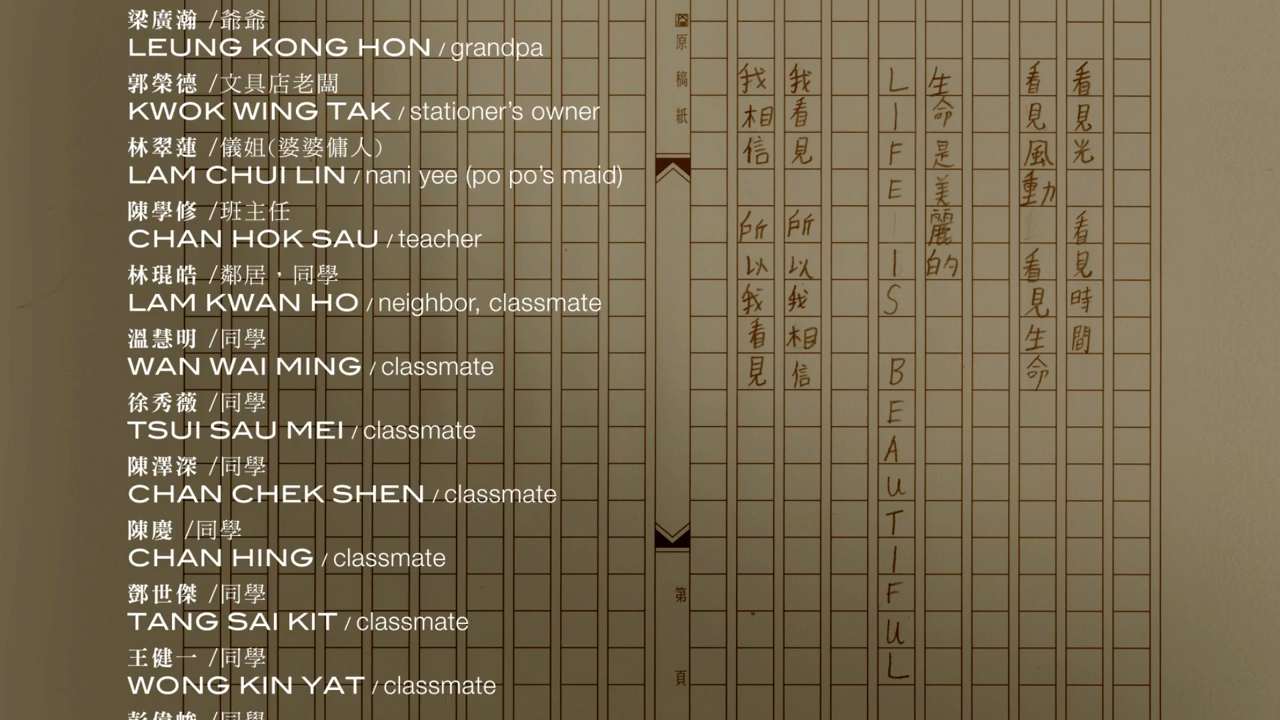 梁廣瀚 /爺爺
LEUNG KONG HON / grandpa
郭榮德 /文具店老闆
KWOK WING TAK / stationer's owner
林翠蓮 /儀姐(婆婆傭人)
LAM CHUI LIN / nani yee (po po's maid)
陳學修 /班主任
CHAN HOK SAU / teacher
林琨皓 /鄰居，同學
LAM KWAN HO / neighbor, classmate
溫慧明 /同學
WAN WAI MING / classmate
徐秀薇 /同學
TSUI SAU MEI / classmate
陳澤深 /同學
CHAN CHEK SHEN / classmate
陳慶 /同學
CHAN HING / classmate
鄧世傑 /同學
TANG SAI KIT / classmate
王健一 /同學
WONG KIN YAT / classmate
看見光 看見時間
看見風動 看見生命
生命是美麗的
LIFE IS BEAUTIFUL
我看見 所以我相信
我相信 所以我看見
原稿紙
第 頁